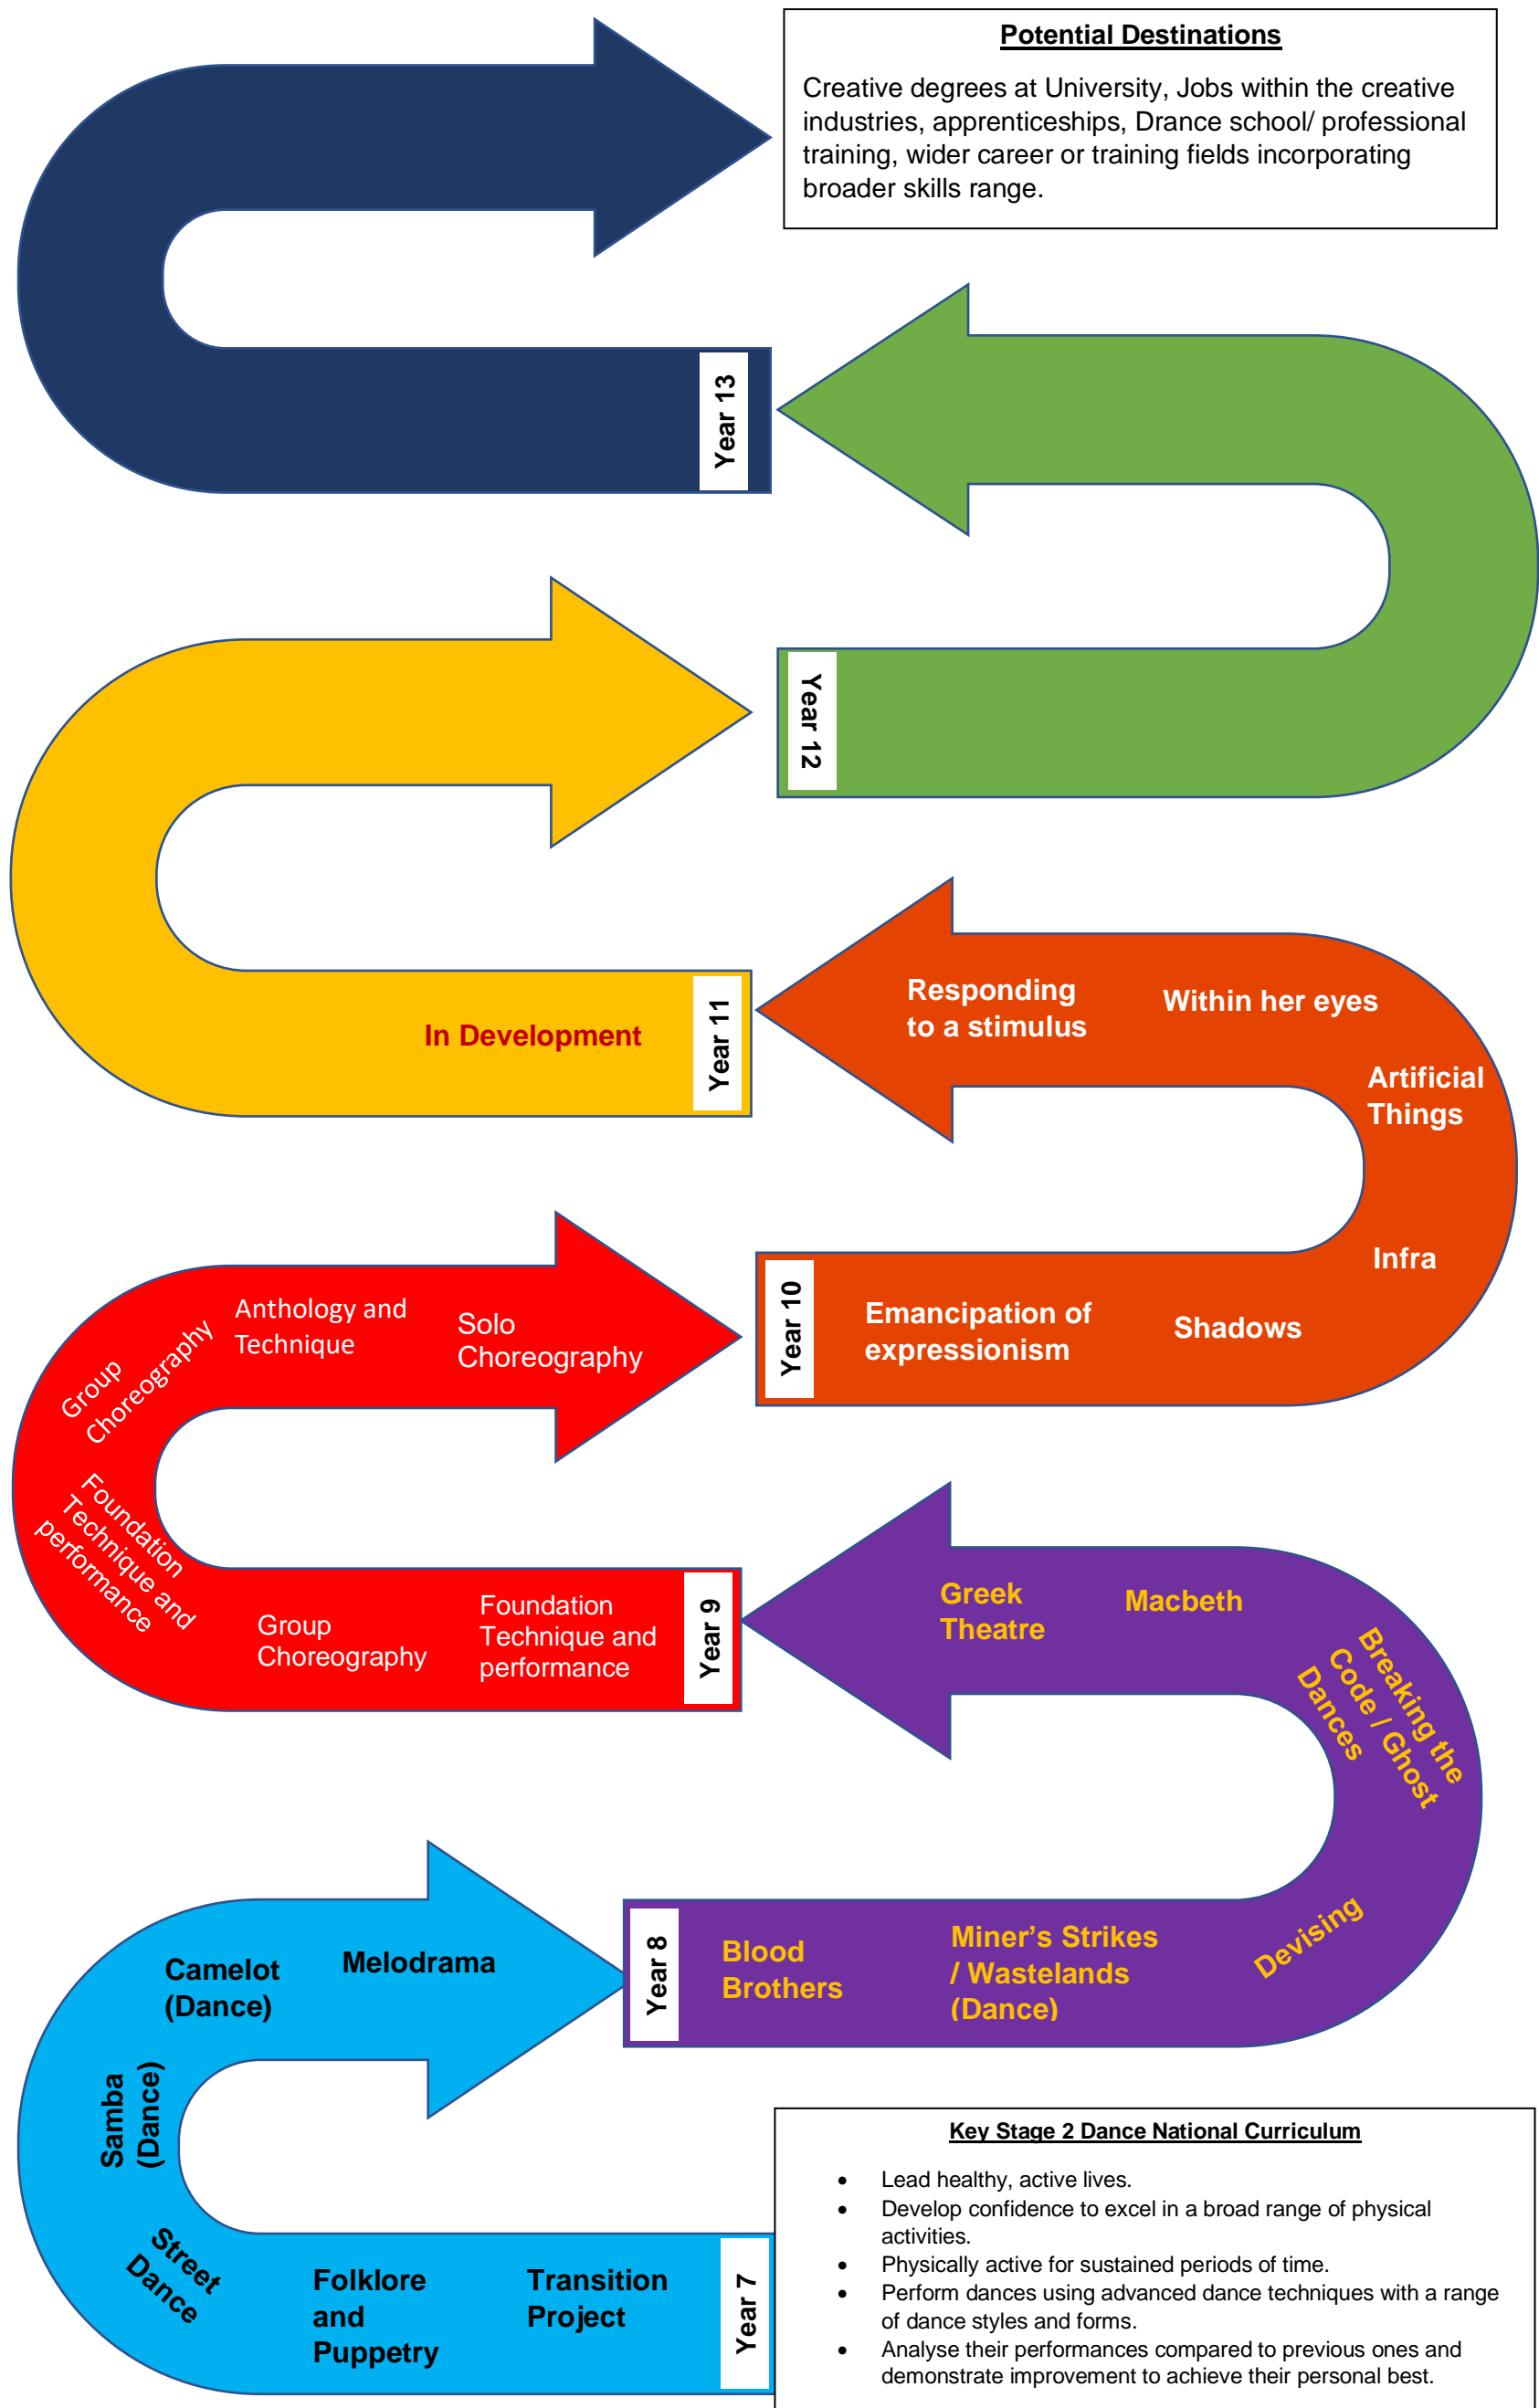 Potential Destinations
Creative degrees at University, Jobs within the creative
industries, apprenticeships, Drance school/ professional
training, wider career or training fields incorporating
broader skills range.
Year 13
Year 12
In Development
Year 11
Responding
to a stimulus
Within her eyes
Artificial
Things
Infra
Shadows
Emancipation of
expressionism
Year 10
Solo
Choreography
Anthology and
Technique
Group
Choreography
Foundation
Technique and
performance
Group
Choreography
Foundation
Technique and
performance
Year 9
Greek
Theatre
Macbeth
Breaking the
Code / Ghost
Dances
Devising
Miner's Strikes
/ Wastelands
(Dance)
Blood
Brothers
Year 8
Melodrama
Camelot
(Dance)
Samba
(Dance)
Street
Dance
Folklore
and
Puppetry
Transition
Project
Year 7
Key Stage 2 Dance National Curriculum
• Lead healthy, active lives.
• Develop confidence to excel in a broad range of physical
activities.
• Physically active for sustained periods of time.
• Perform dances using advanced dance techniques with a range
of dance styles and forms.
• Analyse their performances compared to previous ones and
demonstrate improvement to achieve their personal best.